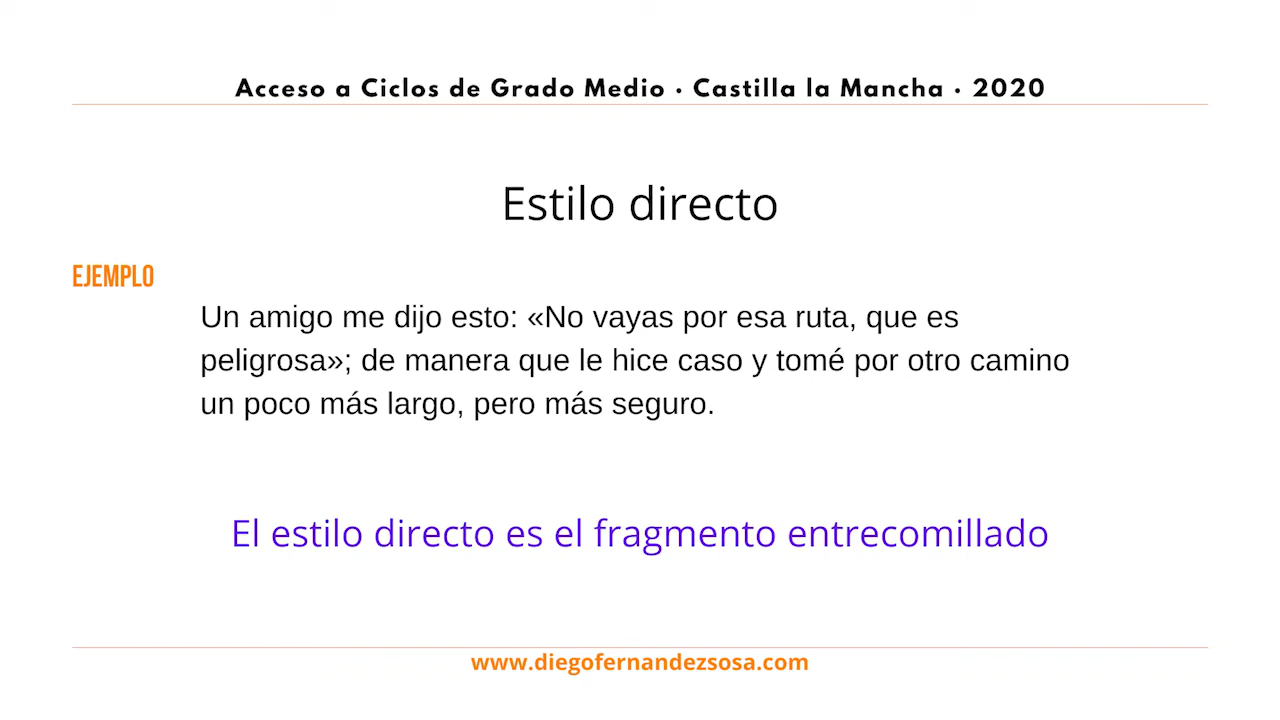 Acceso a Ciclos de Grado Medio · Castilla la Mancha · 2020
Estilo directo
EJEMPLO
Un amigo me dijo esto: «No vayas por esa ruta, que es
peligrosa»; de manera que le hice caso y tomé por otro camino
un poco más largo, pero más seguro.
El estilo directo es el fragmento entrecomillado
www.diegofernandezsosa.com